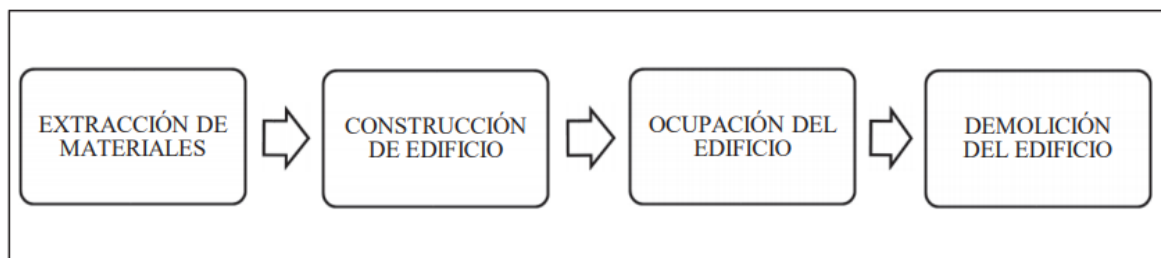 EXTRACCIÓN DE
MATERIALES
CONSTRUCCIÓN
DE EDIFICIO
OCUPACIÓN DEL
EDIFICIO
DEMOLICIÓN
DEL EDIFICIO